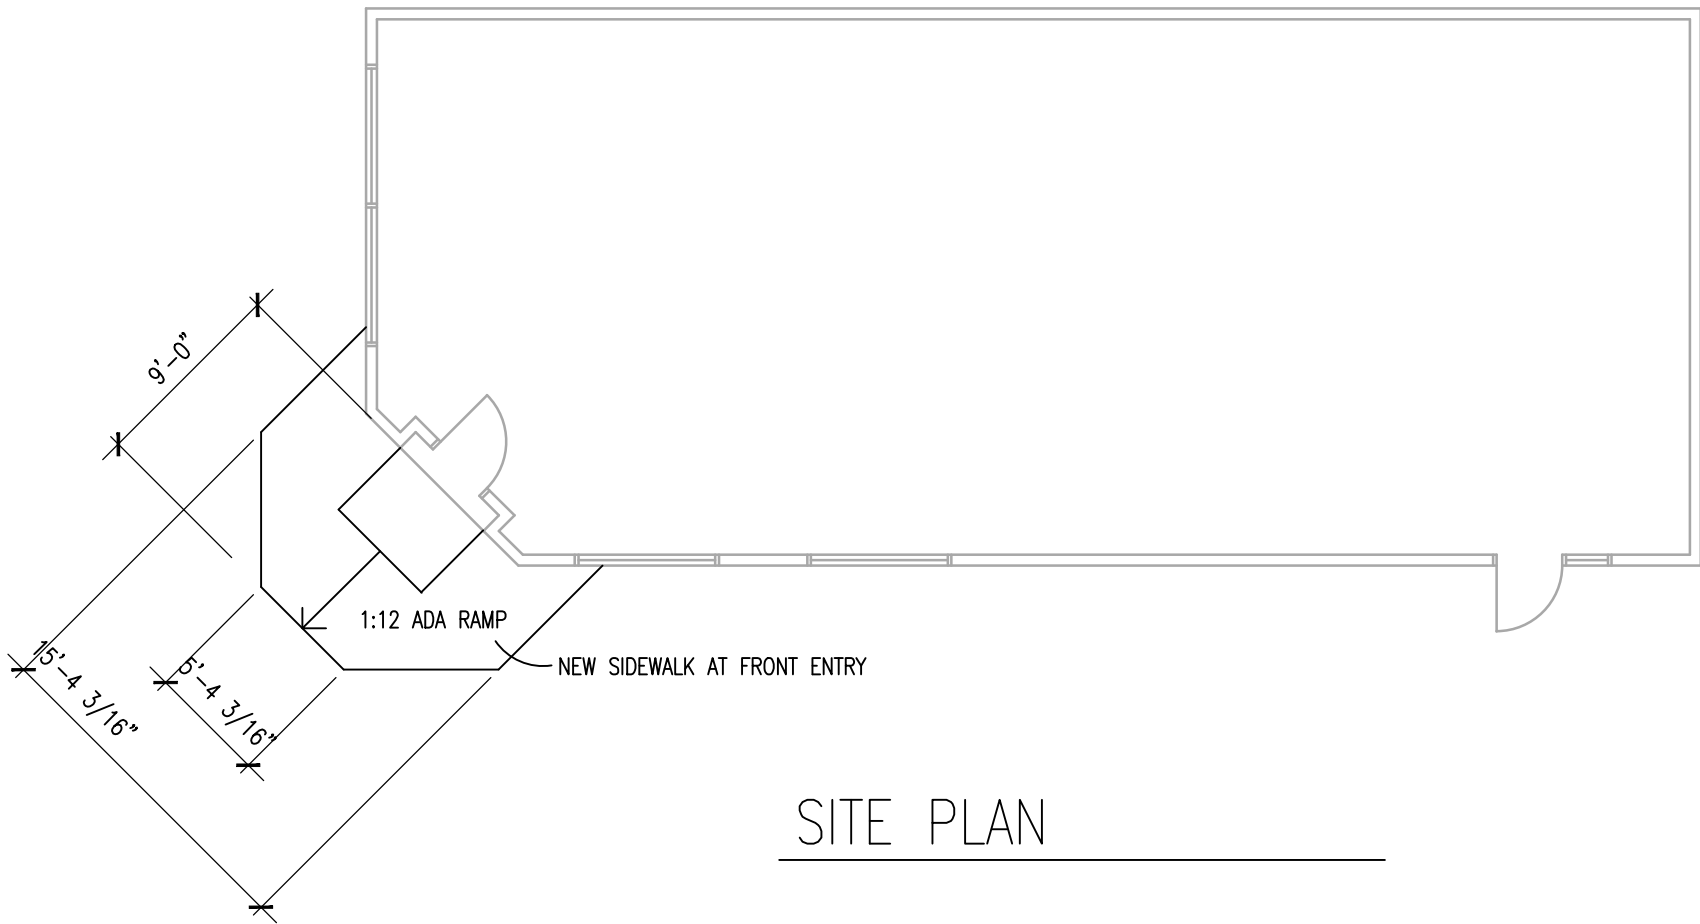 9'-0"
1:12 ADA RAMP
15'-4 3/16"
5'-4 3/16"
NEW SIDEWALK AT FRONT ENTRY
SITE PLAN